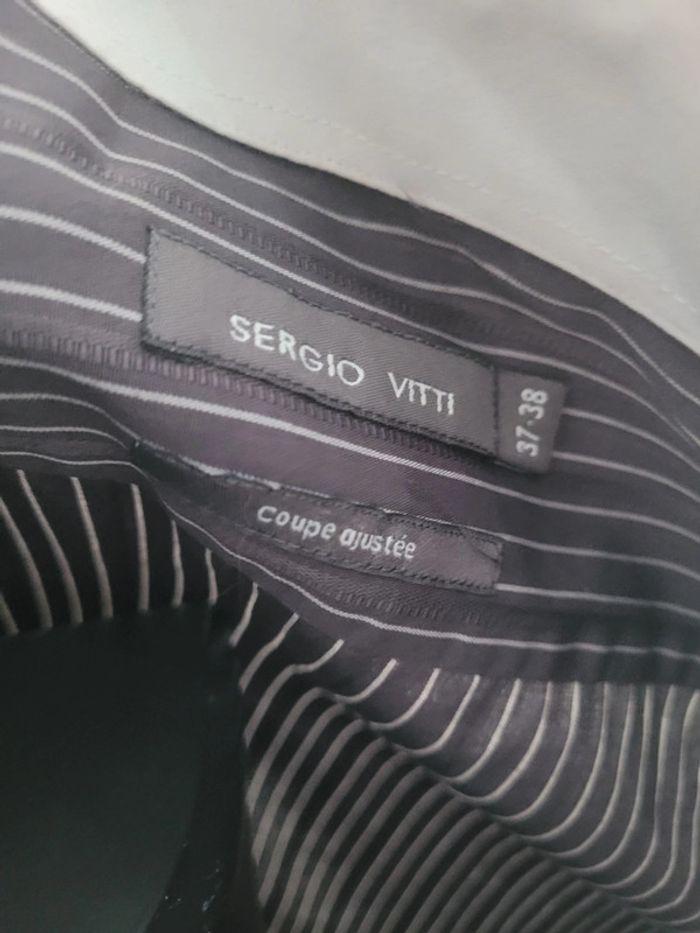 SERGIO VITTI
37-38
Coupe ajustée